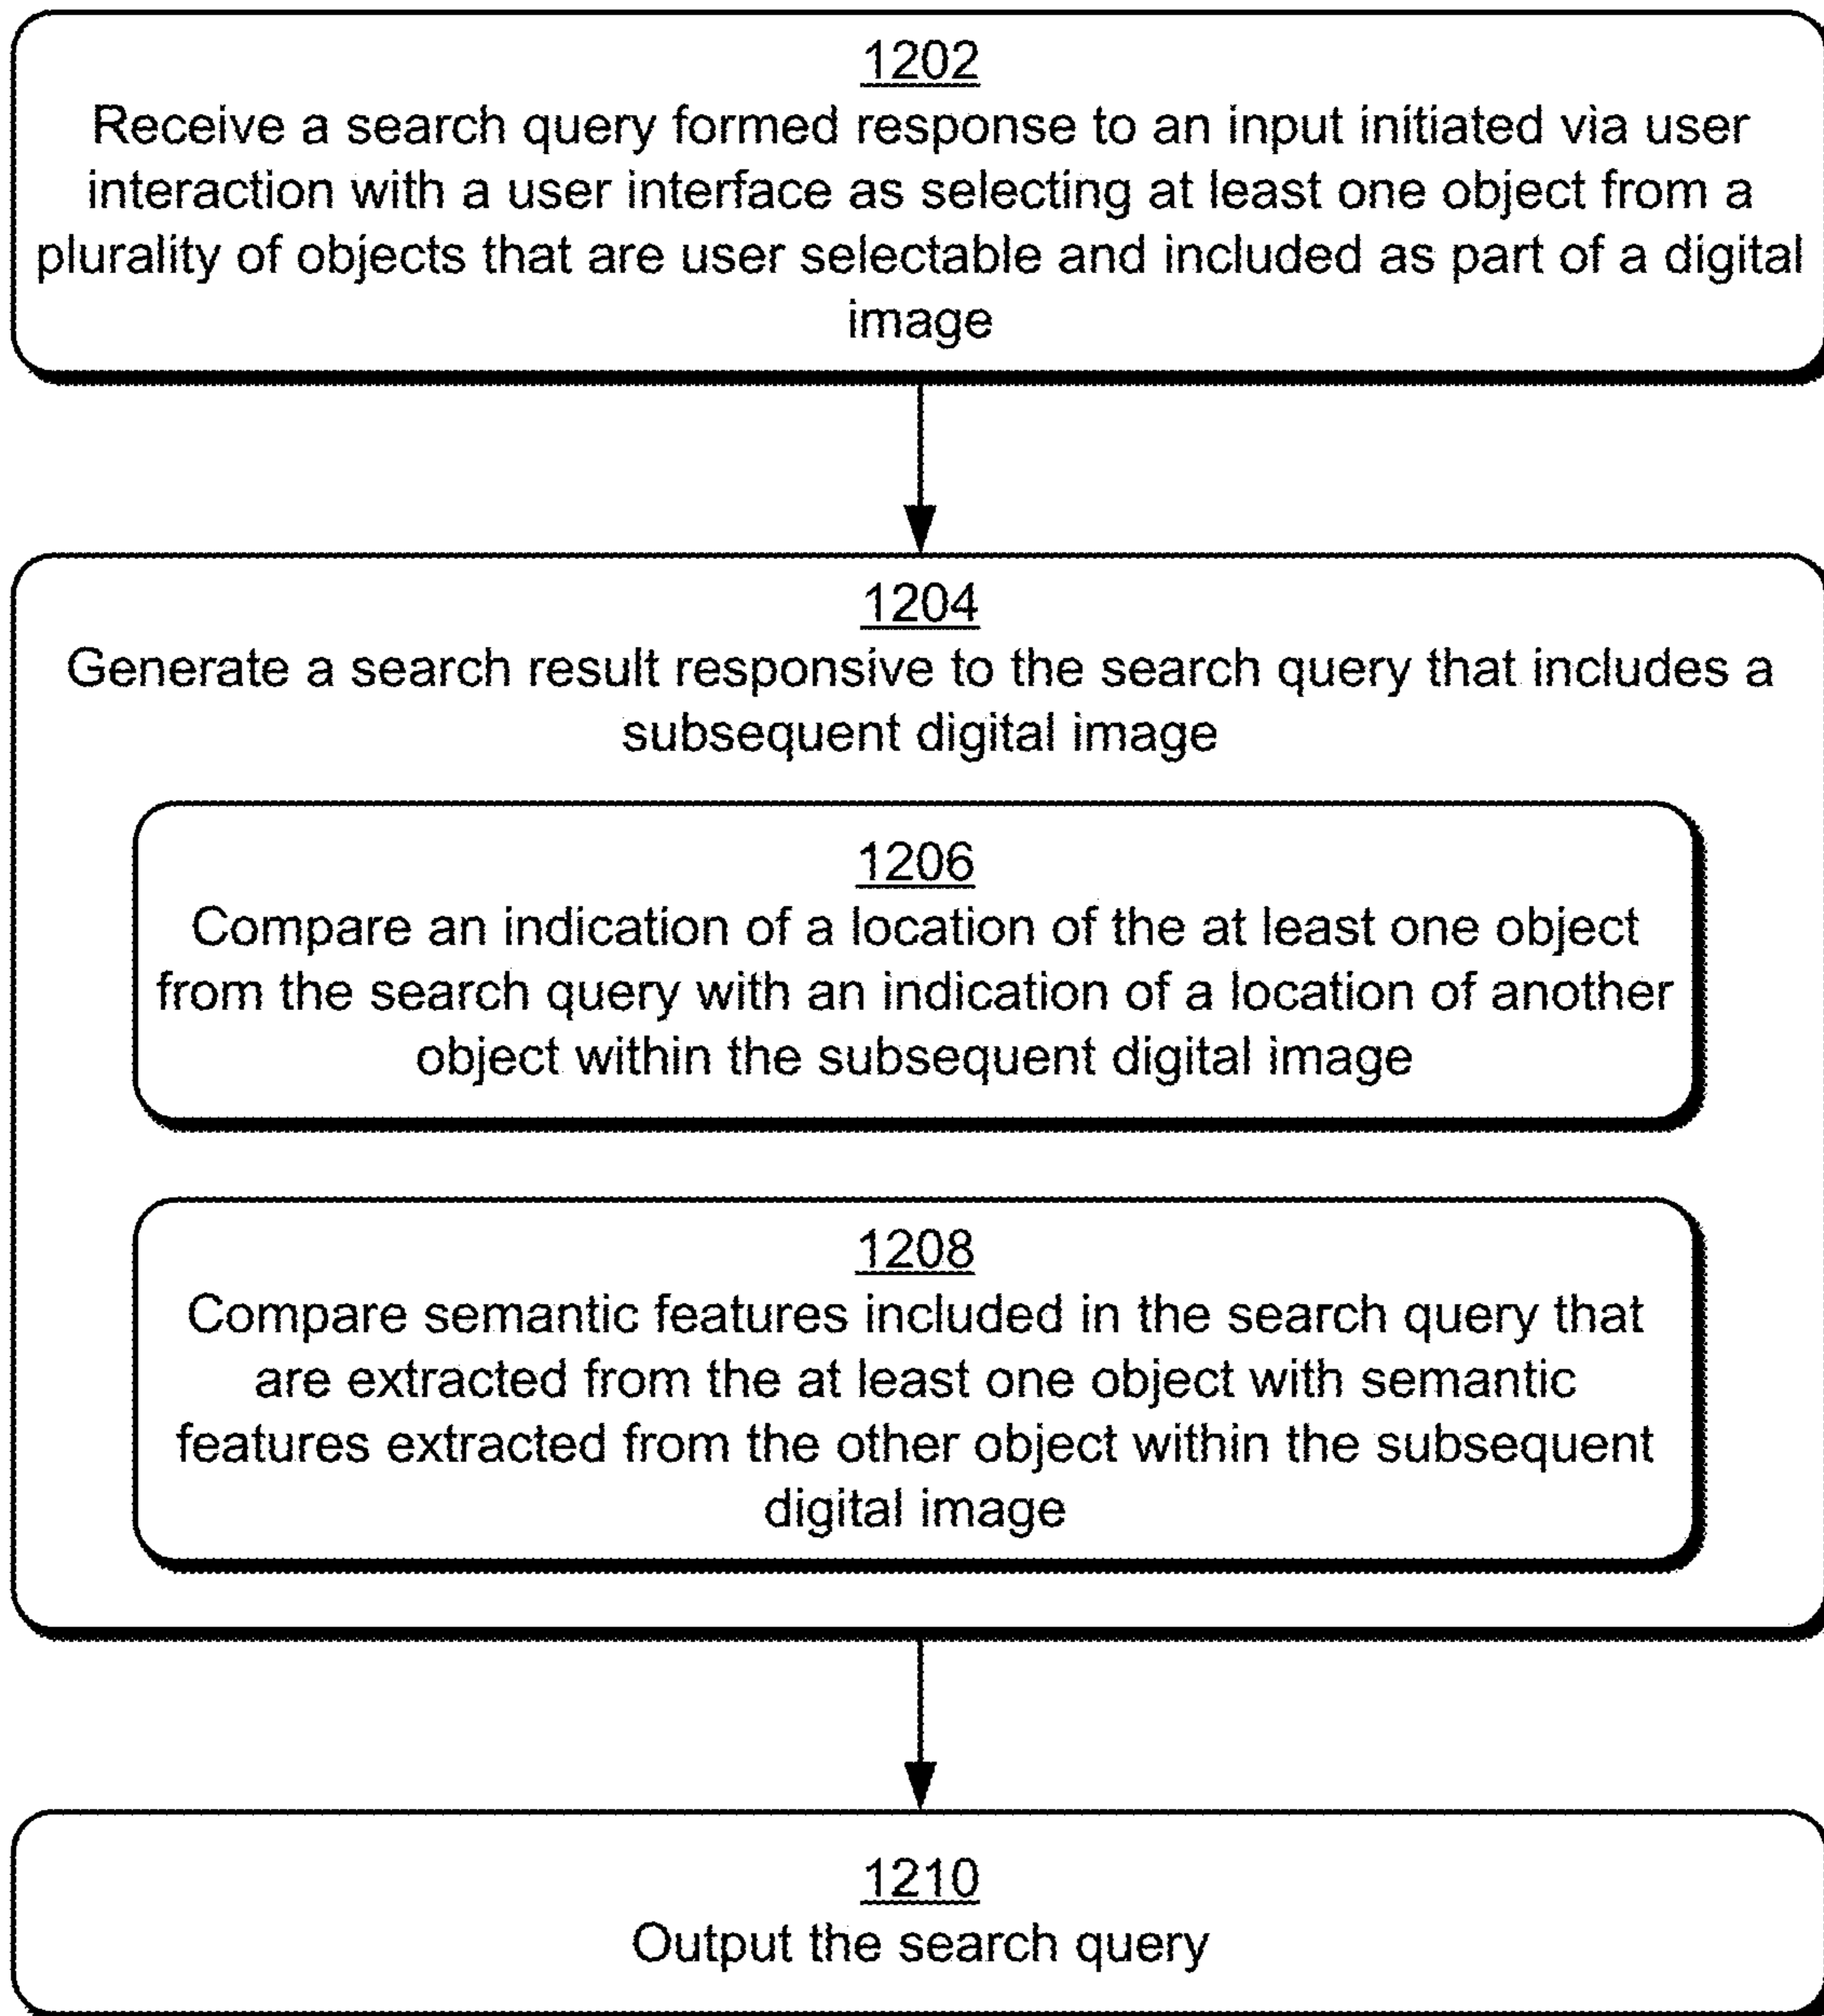 1202
Receive a search query formed response to an input initiated via user
interaction with a user interface as selecting at least one object from a
plurality of objects that are user selectable and included as part of a digital
image
1204
Generate a search result responsive to the search query that includes a
subsequent digital image
1206
Compare an indication of a location of the at least one object
from the search query with an indication of a location of another
object within the subsequent digital image
1208
Compare semantic features included in the search query that
are extracted from the at least one object with semantic
features extracted from the other object within the subsequent
digital image
1210
Output the search query